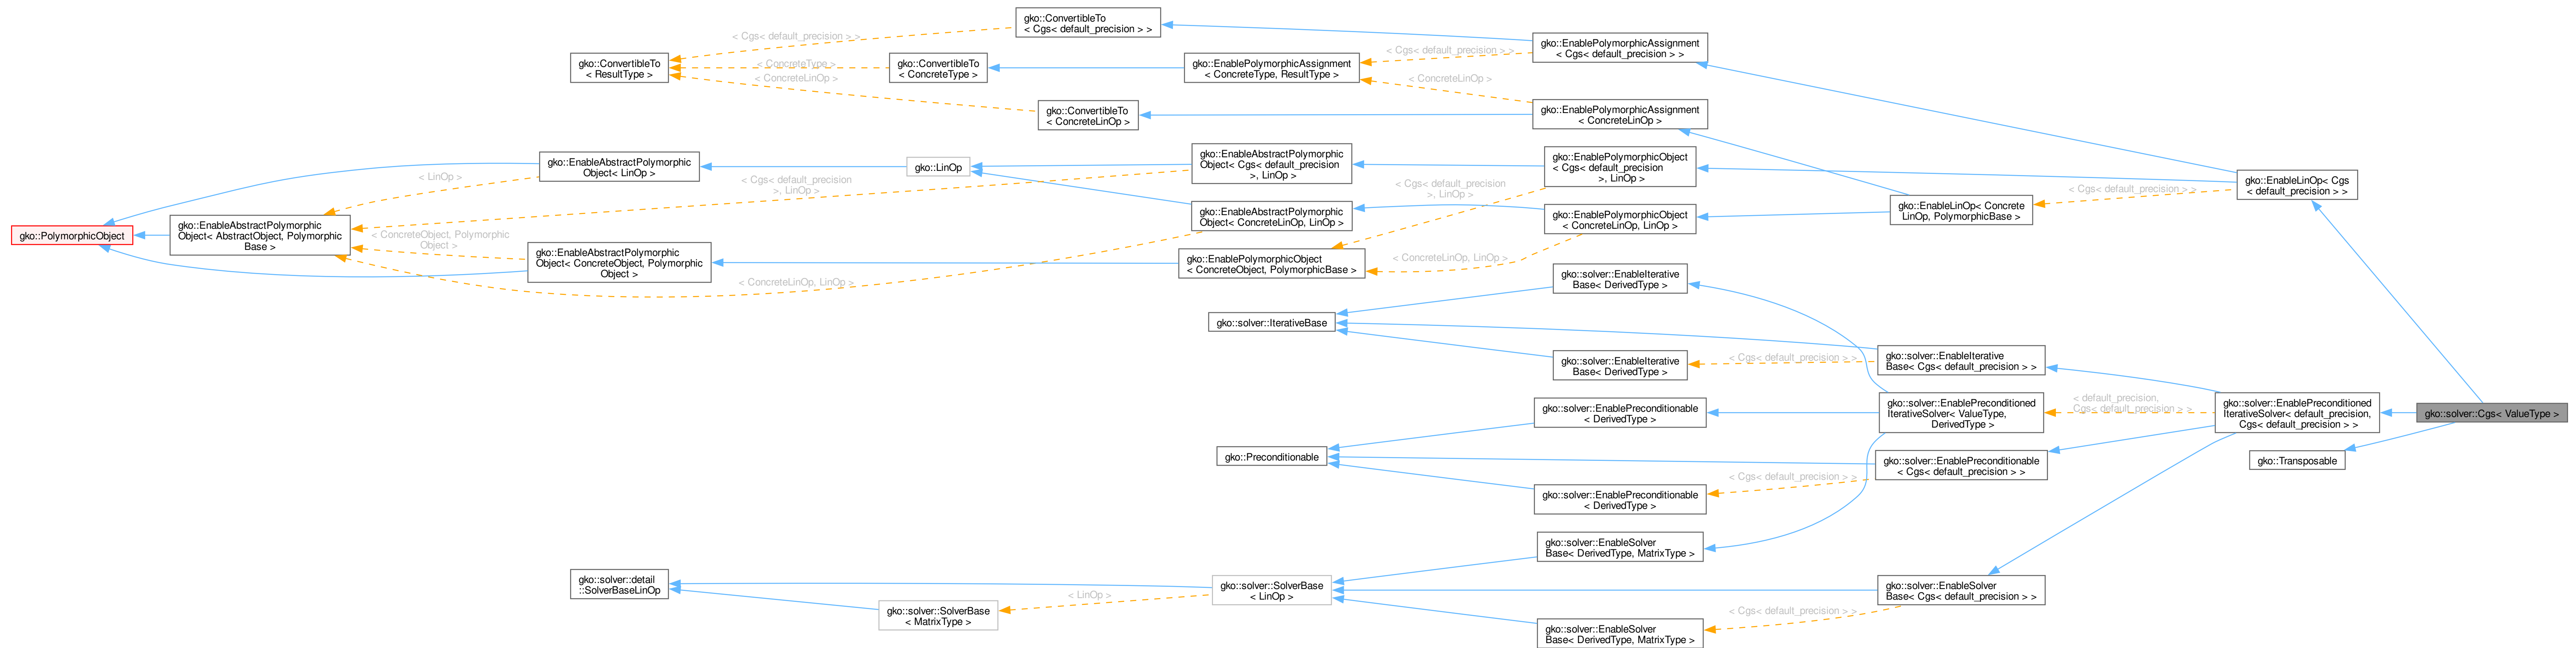 gko::ConvertibleTo
< Cgs< default_precision > >
< Cgs< default_precision > >
gko::EnablePolymorphicAssignment
< Cgs< default_precision > >
< Cgs< default_precision > >
gko::ConvertibleTo
< ResultType >
< ConcreteType >
gko::ConvertibleTo
< ConcreteType >
gko::EnablePolymorphicAssignment
< ConcreteType, ResultType >
< ConcreteLinOp >
< ConcreteLinOp >
gko::ConvertibleTo
< ConcreteLinOp >
gko::EnablePolymorphicAssignment
< ConcreteLinOp >
gko::EnableAbstractPolymorphic
Object< LinOp >
gko::LinOp
gko::EnableAbstractPolymorphic
Object< Cgs< default_precision
>, LinOp >
gko::EnablePolymorphicObject
< Cgs< default_precision
>, LinOp >
< LinOp >
< Cgs< default_precision
>, LinOp >
< Cgs< default_precision
>, LinOp >
< Cgs< default_precision > >
gko::EnableLinOp< Cgs
< default_precision > >
gko::PolymorphicObject
gko::EnableAbstractPolymorphic
Object< AbstractObject, Polymorphic
Base >
< ConcreteObject, Polymorphic
Object >
gko::EnableAbstractPolymorphic
Object< ConcreteLinOp, LinOp >
gko::EnablePolymorphicObject
< ConcreteLinOp, LinOp >
gko::EnableLinOp< Concrete
LinOp, PolymorphicBase >
gko::EnableAbstractPolymorphic
Object< ConcreteObject, Polymorphic
Object >
gko::EnablePolymorphicObject
< ConcreteObject, PolymorphicBase >
< ConcreteLinOp, LinOp >
< ConcreteLinOp, LinOp >
gko::solver::EnableIterative
Base< DerivedType >
gko::solver::IterativeBase
gko::solver::EnableIterative
Base< DerivedType >
< Cgs< default_precision > >
gko::solver::EnableIterative
Base< Cgs< default_precision > >
gko::solver::EnablePreconditionable
< DerivedType >
gko::solver::EnablePreconditioned
IterativeSolver< ValueType,
DerivedType >
< default_precision,
Cgs< default_precision > >
gko::solver::EnablePreconditioned
IterativeSolver< default_precision,
Cgs< default_precision > >
gko::solver::Cgs< ValueType >
gko::Preconditionable
gko::solver::EnablePreconditionable
< Cgs< default_precision > >
gko::Transposable
< Cgs< default_precision > >
gko::solver::EnablePreconditionable
< DerivedType >
gko::solver::EnableSolver
Base< DerivedType, MatrixType >
gko::solver::detail
::SolverBaseLinOp
gko::solver::SolverBase
< LinOp >
gko::solver::EnableSolver
Base< Cgs< default_precision > >
gko::solver::SolverBase
< MatrixType >
< LinOp >
< Cgs< default_precision > >
gko::solver::EnableSolver
Base< DerivedType, MatrixType >